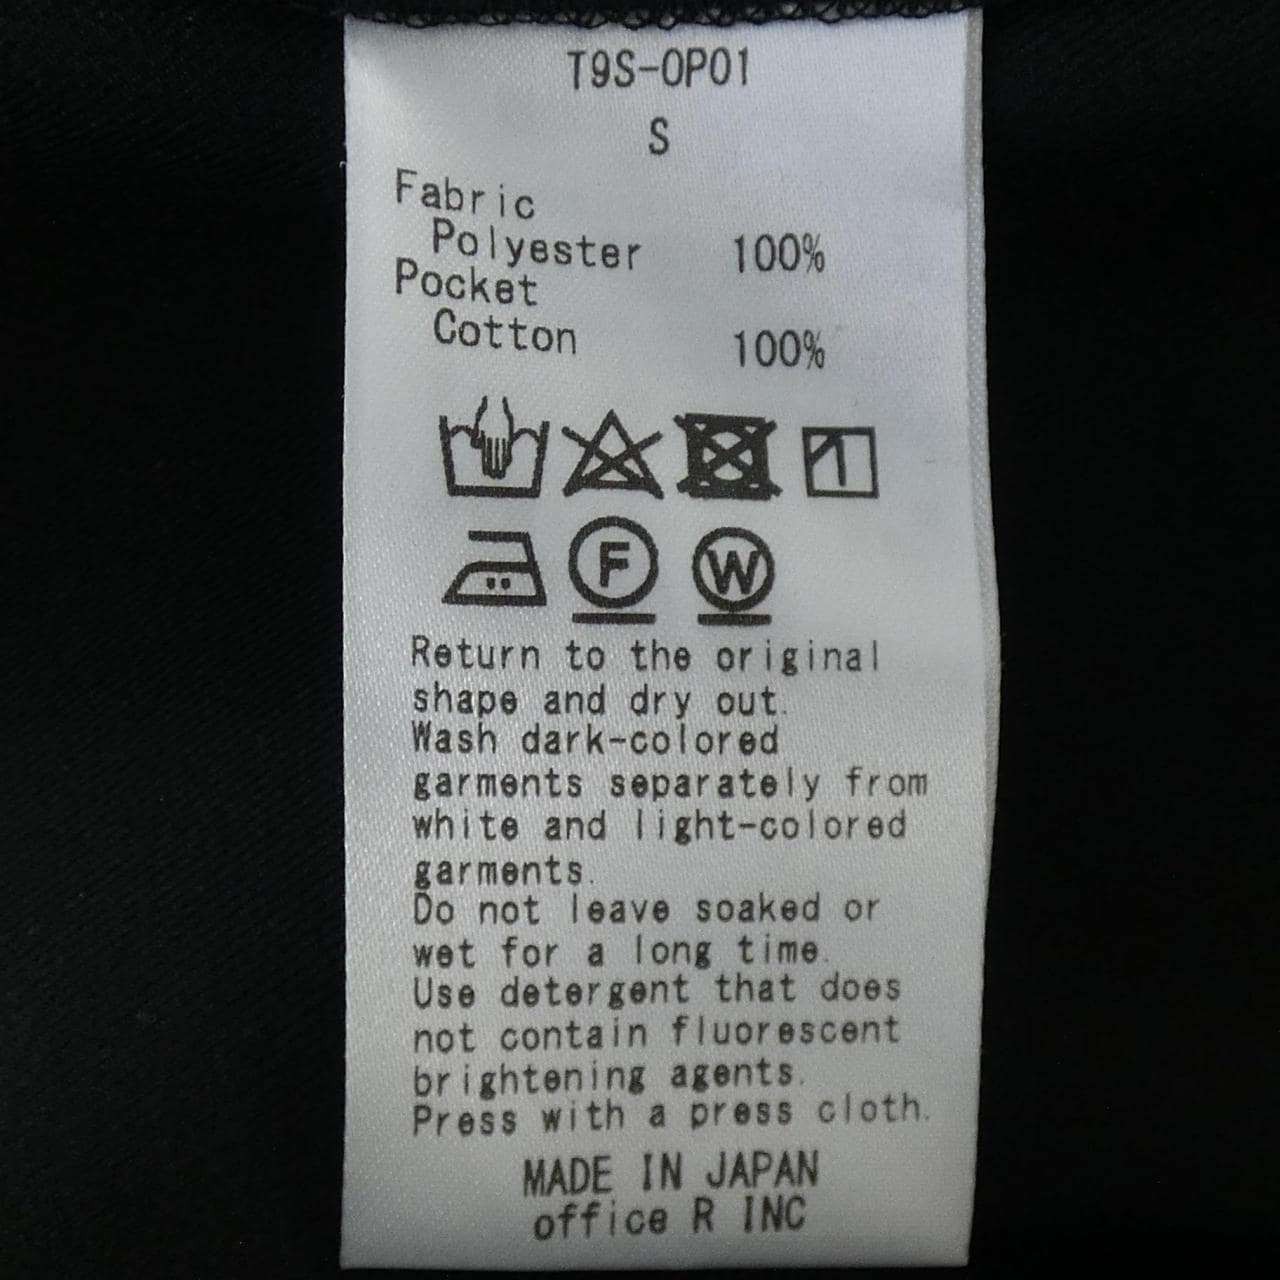 T9S-OP01
S
Fabric
Polyester 100%
Pocket
Cotton 100%
1
F W
Return to the original
shape and dry out.
Wash dark-colored
garments separately from
white and light-colored
garments.
Do not leave soaked or
wet for a long time.
Use detergent that does
not contain fluorescent
brightening agents.
Press with a press cloth.
MADE IN JAPAN
office R INC